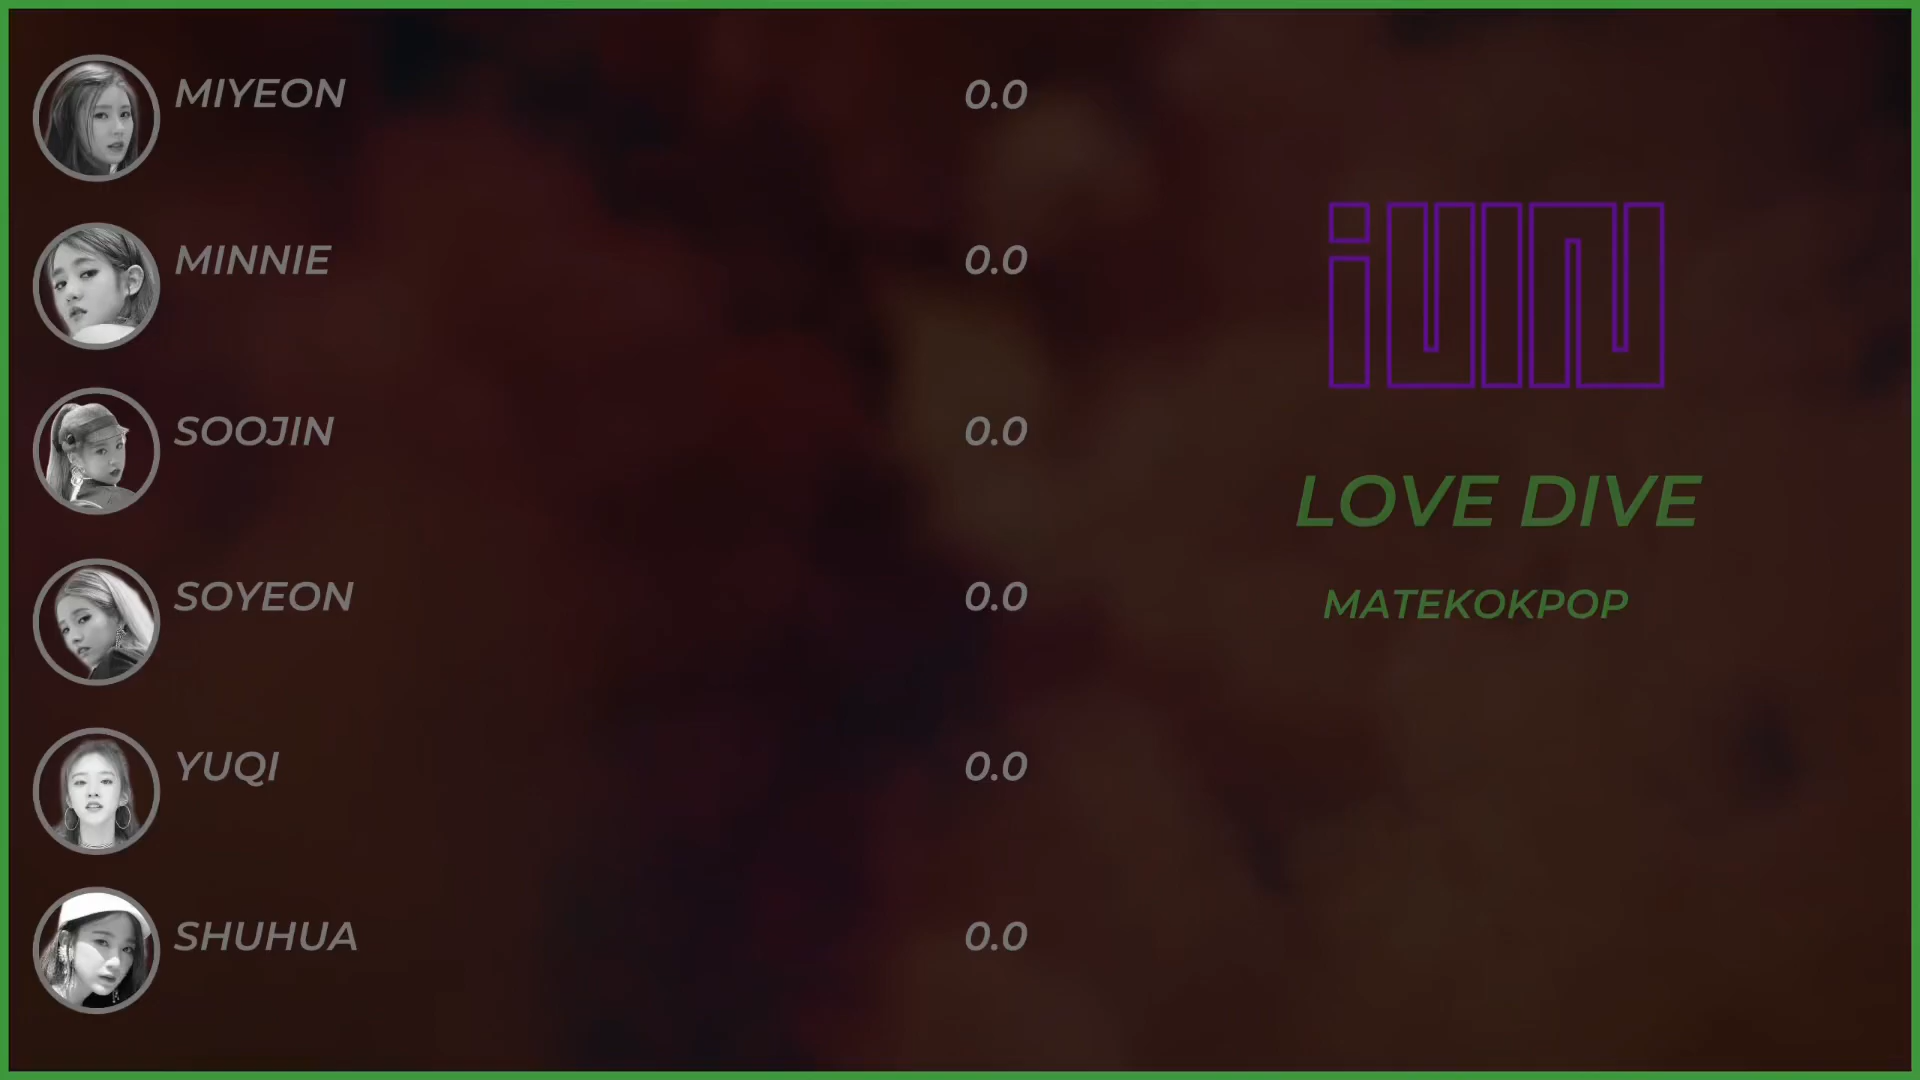 MIYEON 0.0
MINNIE 0.0
SOOJIN 0.0
SOYEON 0.0
YUQI 0.0
SHUHUA 0.0
LOVE DIVE
MATEKOKPOP